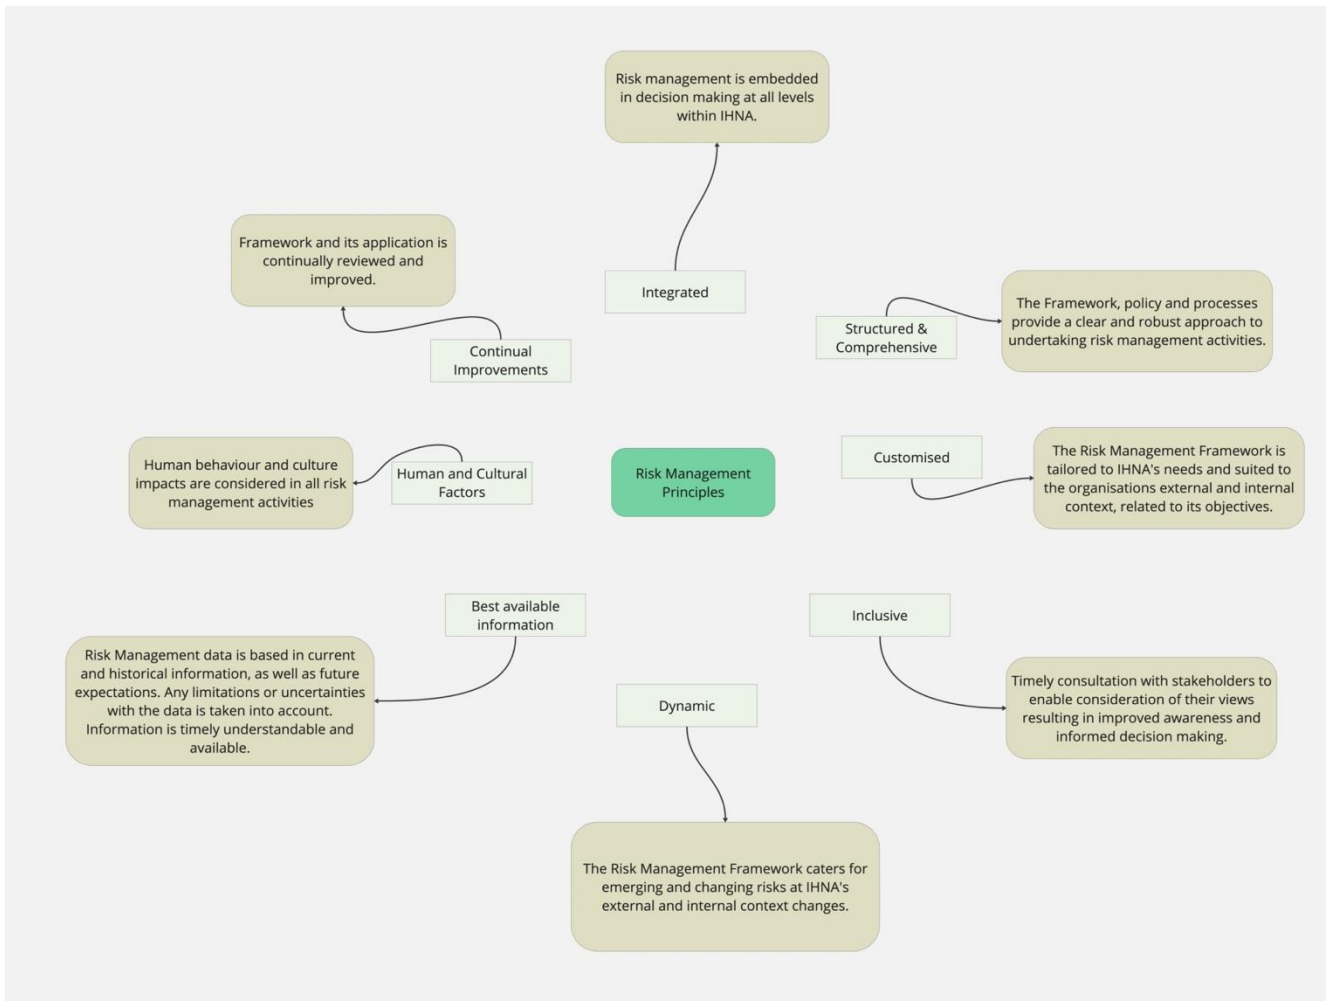 Risk management is embedded
in decision making at all levels
within IHNA.
Integrated
Framework and its application is
continually reviewed and
improved.
Continual
Improvements
Structured &
Comprehensive
The Framework, policy and processes
provide a clear and robust approach to
undertaking risk management activities.
Human behaviour and culture
impacts are considered in all risk
management activities
Human and Cultural
Factors
Risk Management
Principles
Customised
The Risk Management Framework is
tailored to IHNA's needs and suited to
the organisations external and internal
context, related to its objectives.
Best available
information
Risk Management data is based in current
and historical information, as well as future
expectations. Any limitations or uncertainties
with the data is taken into account.
Information is timely understandable and
available.
Inclusive
Timely consultation with stakeholders to
enable consideration of their views
resulting in improved awareness and
informed decision making.
Dynamic
The Risk Management Framework caters for
emerging and changing risks at IHNA's
external and internal context changes.